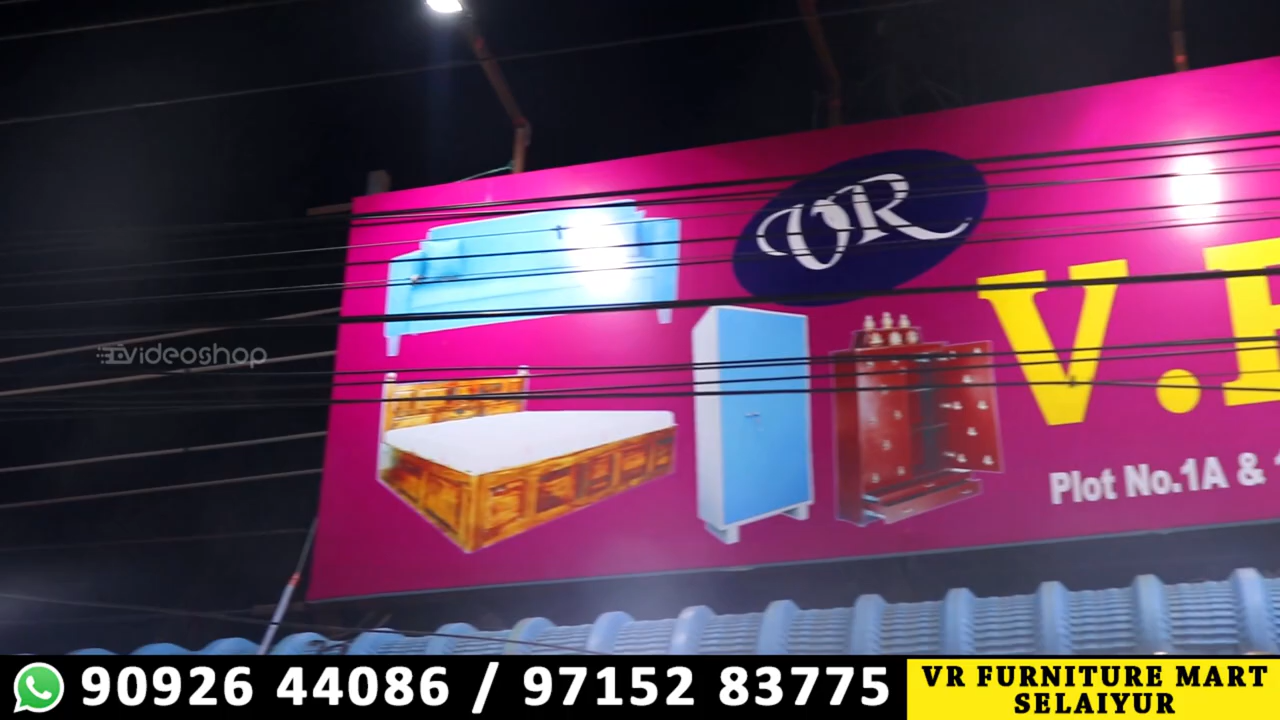 VR
V.
Plot No.1A &
videoshop
90926 44086 / 97152 83775
VR FURNITURE MART
SELAIYUR